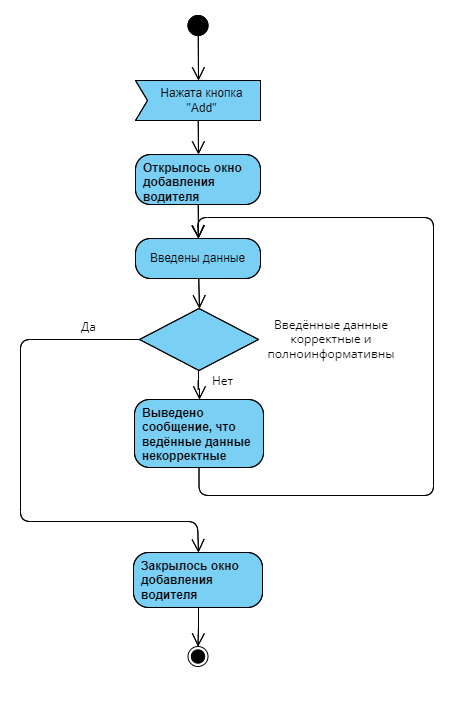 Нажата кнопка
"Add"
Открылось окно
добавления
водителя
Введены данные
Да
Введённые данные
корректные и
полноинформативны
Нет
Выведено
сообщение, что
ведённые данные
некорректные
Закрылось окно
добавления
водителя